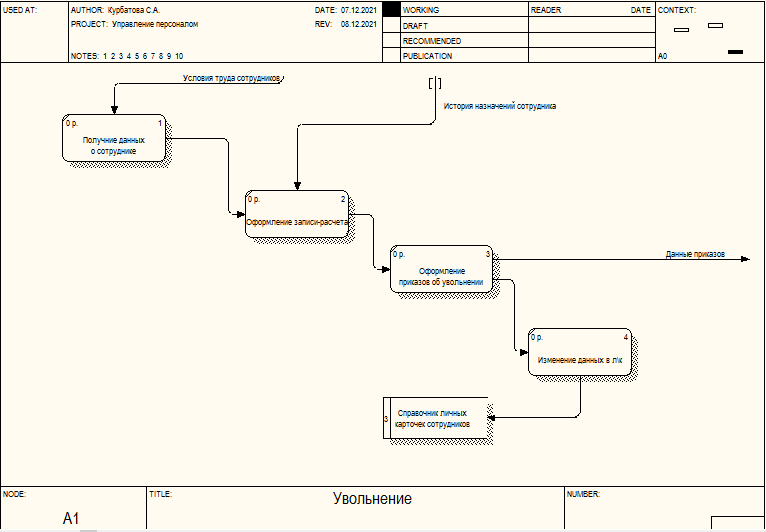 USED AT:
AUTHOR: Курбатова С.А.
DATE: 07.12.2021
PROJECT: Управление персоналом
REV: 08.12.2021
NOTES: 1 2 3 4 5 6 7 8 9 10
WORKING
DRAFT
RECOMMENDED
PUBLICATION
READER
DATE
CONTEXT:
A0
Условия труда сотрудников
История назначений сотрудника
0 р.
1
Получние данных
о сотруднике
0 р.
2
Оформление записи-расчета
0 р.
3
Оформление
приказов об увольнении
Данные приказов
0 р.
4
Изменение данных в л\к
3
Справочник личных
карточек сотрудников
NODE:
A1
TITLE:
Увольнение
NUMBER: